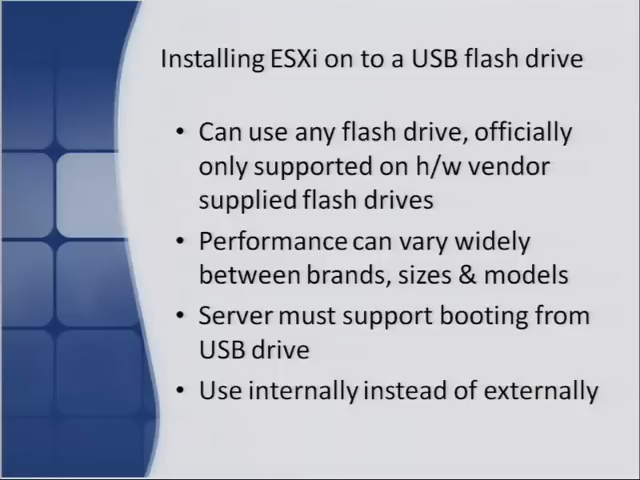 Installing ESXi on to a USB flash drive
• Can use any flash drive, officially
only supported on h/w vendor
supplied flash drives
• Performance can vary widely
between brands, sizes & models
• Server must support booting from
USB drive
• Use internally instead of externally